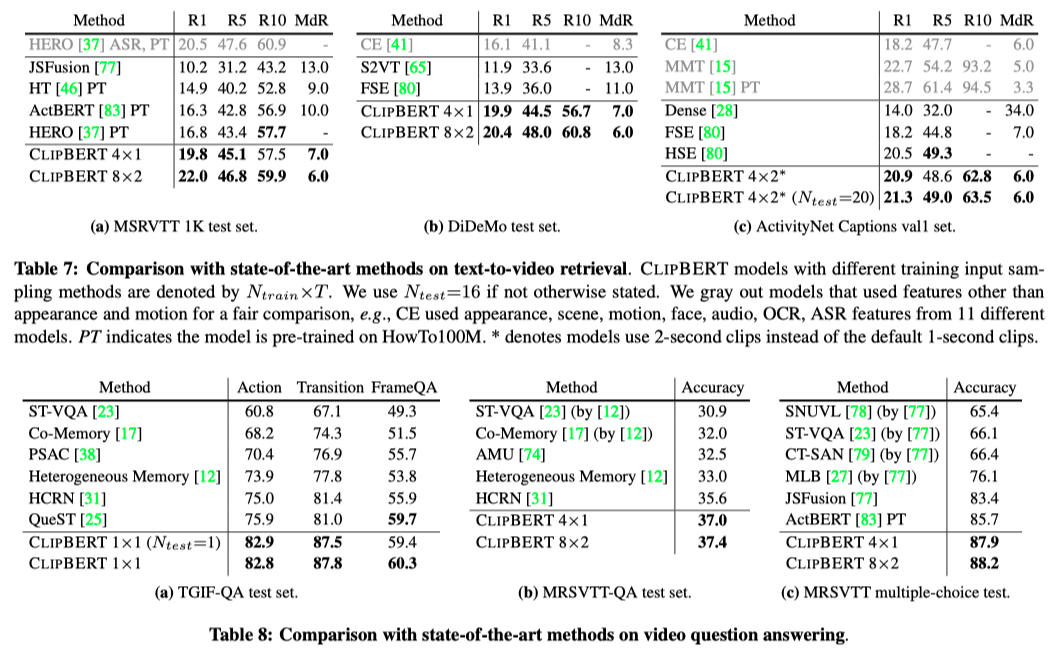 Method R1 R5 R10 MdR
HERO [37] ASR, PT 20.5 47.6 60.9 -
JSFusion [77] 10.2 31.2 43.2 13.0
HT [46] PT 14.9 40.2 52.8 9.0
ActBERT [83] PT 16.3 42.8 56.9 10.0
HERO [37] PT 16.8 43.4 57.7 -
CLIPBERT 4×1 19.8 45.1 57.5 7.0
CLIPBERT 8×2 22.0 46.8 59.9 6.0
(a) MSRVTT 1K test set.
Method R1 R5 R10 MdR
CE [41] 16.1 41.1 - 8.3
S2VT [65] 11.9 33.6 - 13.0
FSE [80] 13.9 36.0 - 11.0
CLIPBERT 4×1 19.9 44.5 56.7 7.0
CLIPBERT 8×2 20.4 48.0 60.8 6.0
(b) DiDeMo test set.
Method R1 R5 R10 MdR
CE [41] 18.2 47.7 - 6.0
MMT [15] 22.7 54.2 93.2 5.0
MMT [15] PT 28.7 61.4 94.5 3.3
Dense [28] 14.0 32.0 - 34.0
FSE [80] 18.2 44.8 - 7.0
HSE [80] 20.5 49.3 - -
CLIPBERT 4×2* 20.9 48.6 62.8 6.0
CLIPBERT 4×2* (Ntest=20) 21.3 49.0 63.5 6.0
(c) ActivityNet Captions val1 set.
Table 7: Comparison with state-of-the-art methods on text-to-video retrieval. CLIPBERT models with different training input sam-
pling methods are denoted by Ntrain×T. We use Ntest=16 if not otherwise stated. We gray out models that used features other than
appearance and motion for a fair comparison, e.g., CE used appearance, scene, motion, face, audio, OCR, ASR features from 11 different
models. PT indicates the model is pre-trained on HowTo100M. * denotes models use 2-second clips instead of the default 1-second clips.
Method Action Transition FrameQA
ST-VQA [23] 60.8 67.1 49.3
Co-Memory [17] 68.2 74.3 51.5
PSAC [38] 70.4 76.9 55.7
Heterogeneous Memory [12] 73.9 77.8 53.8
HCRN [31] 75.0 81.4 55.9
QueST [25] 75.9 81.0 59.7
CLIPBERT 1×1 (Ntest=1) 82.9 87.5 59.4
CLIPBERT 1×1 82.8 87.8 60.3
(a) TGIF-QA test set.
Method Accuracy
ST-VQA [23] (by [12]) 30.9
Co-Memory [17] (by [12]) 32.0
AMU [74] 32.5
Heterogeneous Memory [12] 33.0
HCRN [31] 35.6
CLIPBERT 4×1 37.0
CLIPBERT 8×2 37.4
(b) MRSVTT-QA test set.
Method Accuracy
SNUVL [78] (by [77]) 65.4
ST-VQA [23] (by [77]) 66.1
CT-SAN [79] (by [77]) 66.4
MLB [27] (by [77]) 76.1
JSFusion [77] 83.4
ActBERT [83] PT 85.7
CLIPBERT 4×1 87.9
CLIPBERT 8×2 88.2
(c) MRSVTT multiple-choice test.
Table 8: Comparison with state-of-the-art methods on video question answering.